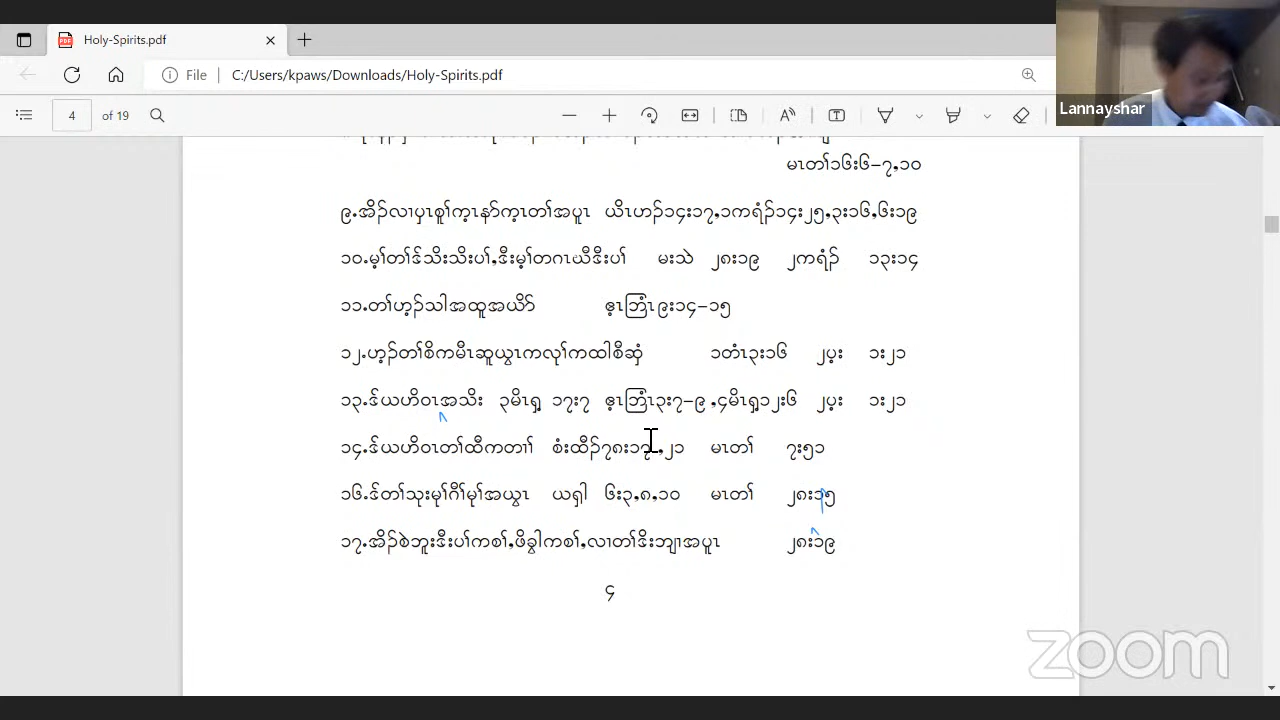 Holy-Spirits.pdf
File C:/Users/kpaws/Downloads/Holy-Spirits.pdf
4 of 19
Lannayshar
မၤတၢ်၁၆း၆–၇,၁၀
၉.အိၣ်လၢပှၤစူၢ်က့ၤနာ်က့ၤတၢ်အပူၤ ယိၤဟၣ်၁၄း၁၇,၁ကရံၣ်၁၄း၂၅,၃း၁၆,၆း၁၉
၁၀.မ့ၢ်တၢ်ဒ်သိးသိးပၢ်,ဒီးမ့ၢ်တဂၤဃီဒီးပၢ် မးသဲ ၂၈း၁၉ ၂ကရံၣ် ၁၃း၁၄
၁၁.တၢ်ဟ့ၣ်သါအထူအယိာ် ဧ့ၤဘြံၤ၉း၁၄–၁၅
၁၂.ဟ့ၣ်တၢ်စိကမီၤဆူယွၤကလုၢ်ကထါစီဆှံ ၁တံၤ၃း၁၆ ၂ပ့း ၁း၂၁
၁၃.ဒ်ယဟိဝၤအသိး ၃မိၤရှ့ ၁၇း၇ ဧ့ၤဘြံၤ၃း၇–၉ ,၄မိၤရှ့၁၂း၆ ၂ပ့း ၁း၂၁
၁၄.ဒ်ယဟိဝၤတၢ်ထီကတၢၢ် စံးထီၣ်၇၈း၁၇,၂၁ မၤတၢ် ၇း၅၁
၁၆.ဒ်တၢ်သုးမုၢ်ဂီၢ်မုၢ်အယွၤ ယရှါ ၆း၃,၈,၁၀ မၤတၢ် ၂၈း၁၅
၁၇.အိၣ်စဲဘူးဒီးပၢ်ကစၢ်,ဖိခွါကစၢ်,လၢတၢ်ဒိးဘျၢအပူၤ ၂၈း၁၉
၄
zoom